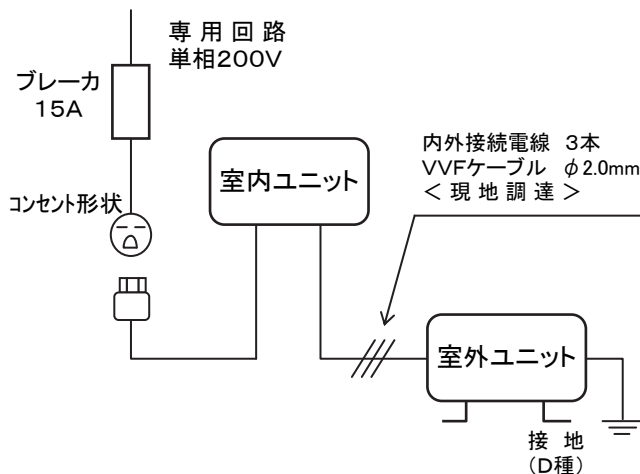 専用回路
単相200V
ブレーカ
15A
コンセント形状
室内ユニット
内外接続電線 3本
VVFケーブル φ2.0mm
<現地調達>
室外ユニット
接地
(D種)